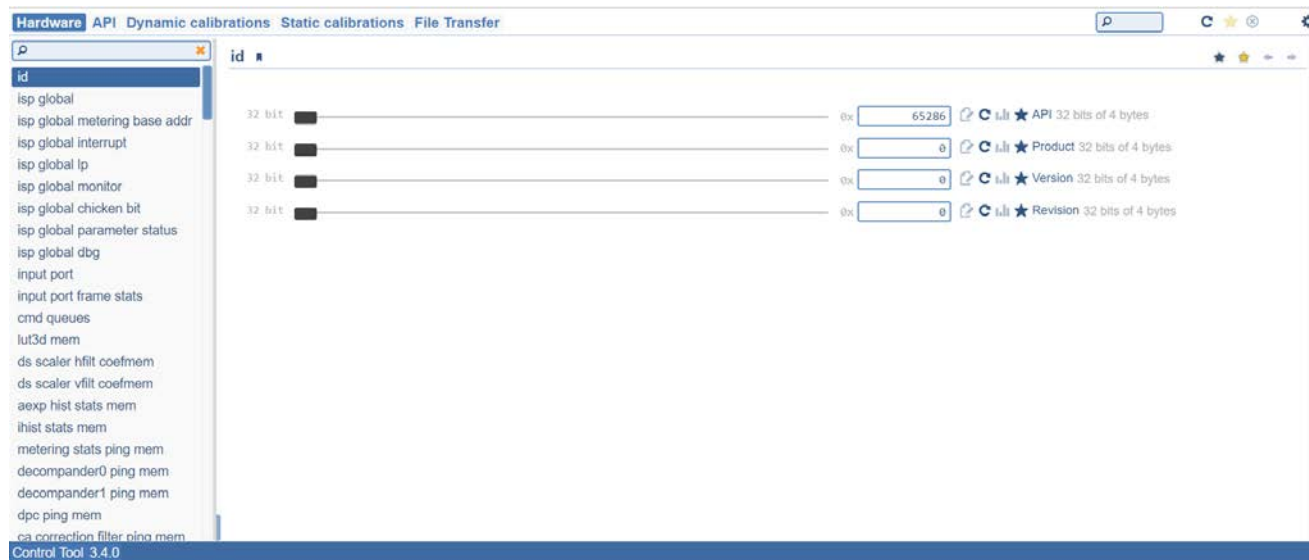 Hardware API Dynamic calibrations Static calibrations File Transfer
id
id
isp global
isp global metering base addr
isp global interrupt
isp global lp
isp global monitor
isp global chicken bit
isp global parameter status
isp global dbg
input port
input port frame stats
cmd queues
lut3d mem
ds scaler hfilt coefmem
ds scaler vfilt coefmem
aexp hist stats mem
ihist stats mem
metering stats ping mem
decompander0 ping mem
decompander1 ping mem
dpc ping mem
ca correction filter ping mem
32 bit 0x 65286 API 32 bits of 4 bytes
32 bit 0x 0 Product 32 bits of 4 bytes
32 bit 0x 0 Version 32 bits of 4 bytes
32 bit 0x 0 Revision 32 bits of 4 bytes
Control Tool 3.4.0